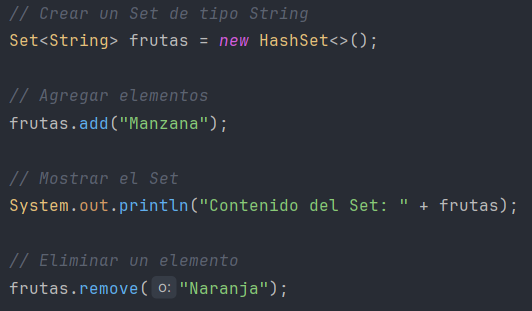 // Crear un Set de tipo String
Set<String> frutas = new HashSet<>();
// Agregar elementos
frutas.add("Manzana");
// Mostrar el Set
System.out.println("Contenido del Set: " + frutas);
// Eliminar un elemento
frutas.remove( o: "Naranja");